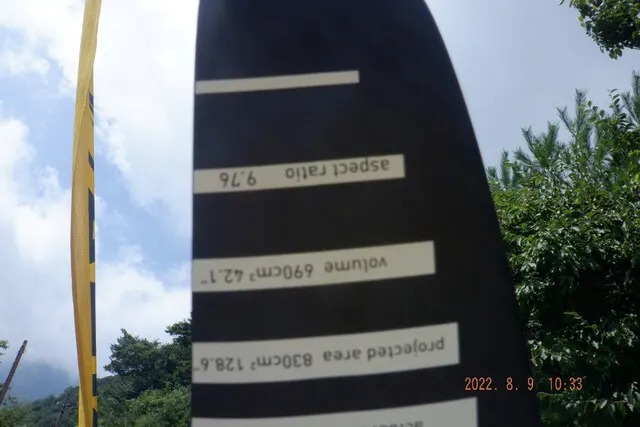 aspect ratio 9.76
volume 690cm² 42.1"
projected area 830cm² 128.6"
2022. 8. 9 10:33